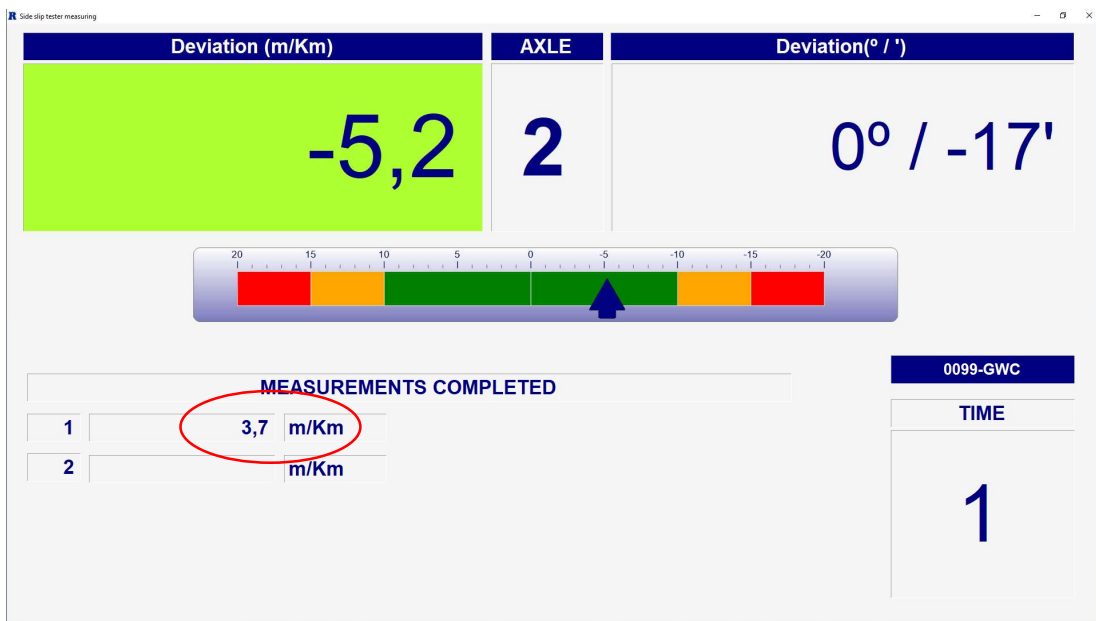 R Side slip tester measuring
Deviation (m/Km) AXLE Deviation(º / ')
-5,2 2 0º / -17'
20 15 10 5 0 -5 -10 -15 -20
0099-GWC
MEASUREMENTS COMPLETED
TIME
1 3,7 m/Km
2 m/Km
1